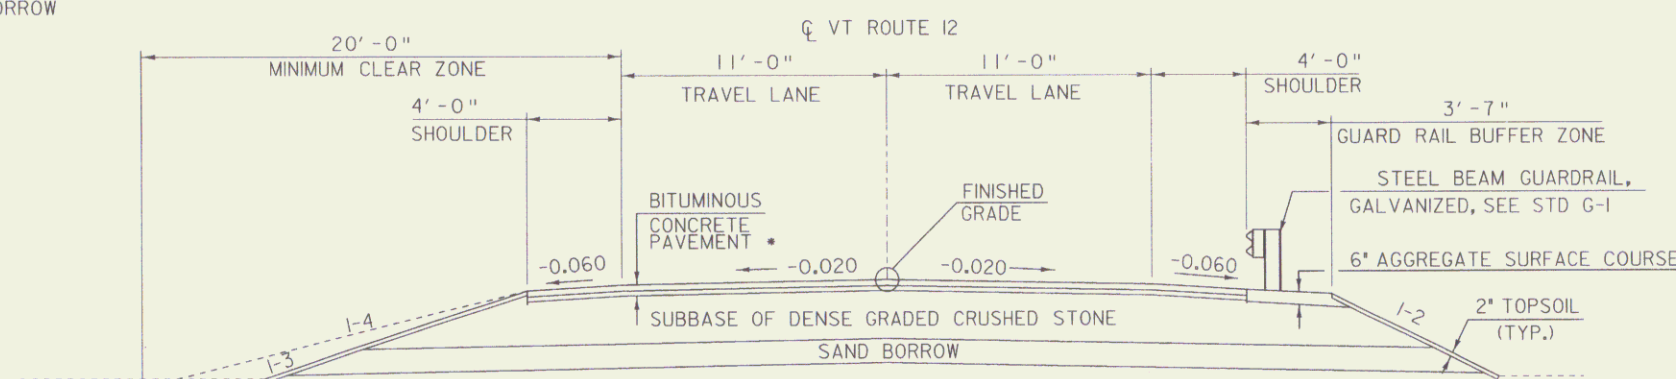 ORROW
℄ VT ROUTE 12
20'-0"
MINIMUM CLEAR ZONE
11'-0"
TRAVEL LANE
11'-0"
TRAVEL LANE
4'-0"
SHOULDER
4'-0"
SHOULDER
3'-7"
GUARD RAIL BUFFER ZONE
STEEL BEAM GUARDRAIL,
GALVANIZED, SEE STD G-1
BITUMINOUS
CONCRETE
PAVEMENT *
FINISHED
GRADE
-0.060
-0.020
-0.020
-0.060
6" AGGREGATE SURFACE COURSE
1-4
1-3
SUBBASE OF DENSE GRADED CRUSHED STONE
1-2
2" TOPSOIL
(TYP.)
SAND BORROW